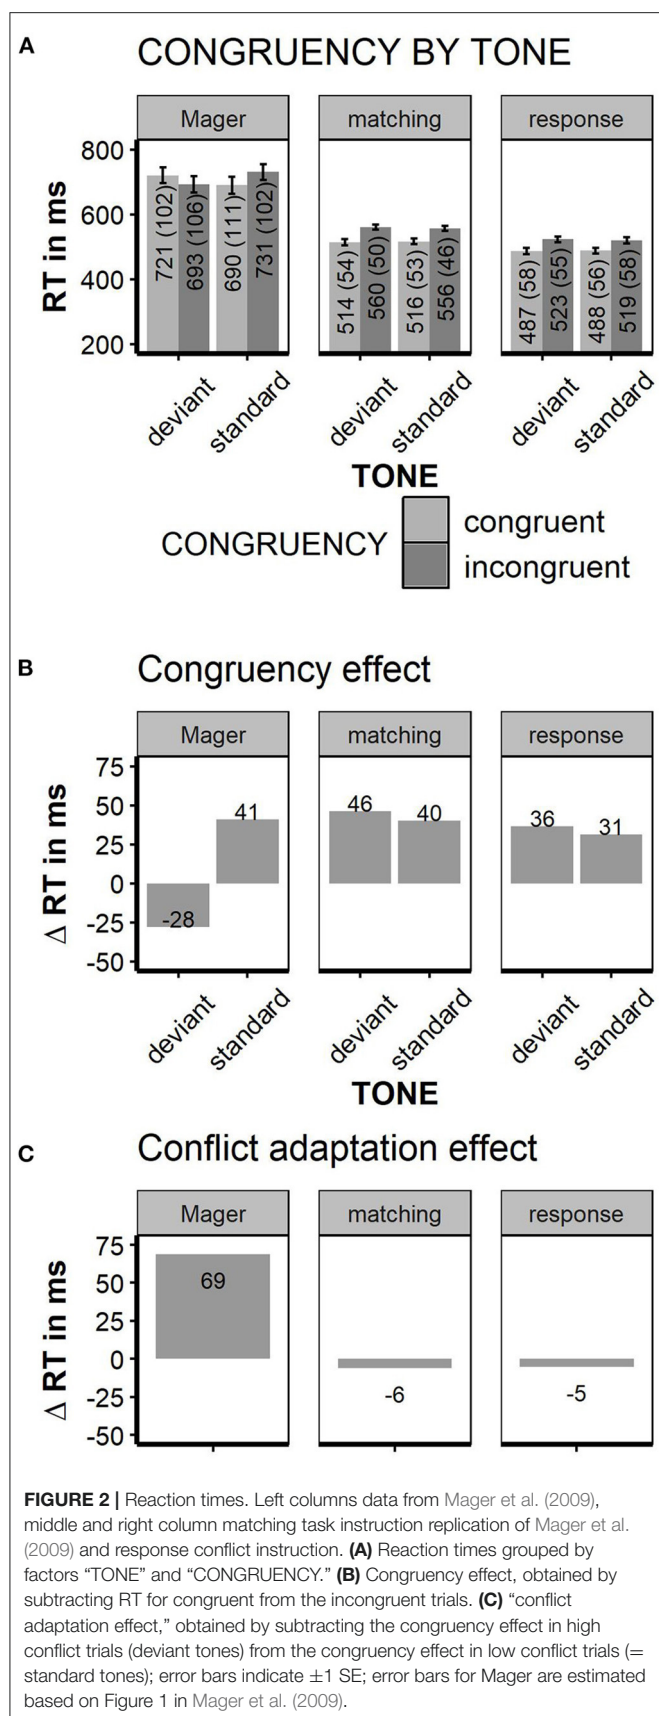 A
CONGRUENCY BY TONE
Mager
matching
response
RT in ms
800
600
400
200
721 (102)
693 (106)
690 (111)
731 (102)
514 (54)
560 (50)
516 (53)
556 (46)
487 (58)
523 (55)
488 (56)
519 (58)
deviant
standard
deviant
standard
deviant
standard
TONE
CONGRUENCY
congruent
incongruent
B
Congruency effect
Mager
matching
response
Δ RT in ms
75
50
25
0
-25
-50
-28
41
46
40
36
31
deviant
standard
deviant
standard
deviant
standard
TONE
C
Conflict adaptation effect
Mager
matching
response
Δ RT in ms
75
50
25
0
-25
-50
69
-6
-5
FIGURE 2 | Reaction times. Left columns data from Mager et al. (2009),
middle and right column matching task instruction replication of Mager et al.
(2009) and response conflict instruction. (A) Reaction times grouped by
factors “TONE” and “CONGRUENCY.” (B) Congruency effect, obtained by
subtracting RT for congruent from the incongruent trials. (C) “conflict
adaptation effect,” obtained by subtracting the congruency effect in high
conflict trials (deviant tones) from the congruency effect in low conflict trials (=
standard tones); error bars indicate ±1 SE; error bars for Mager are estimated
based on Figure 1 in Mager et al. (2009).